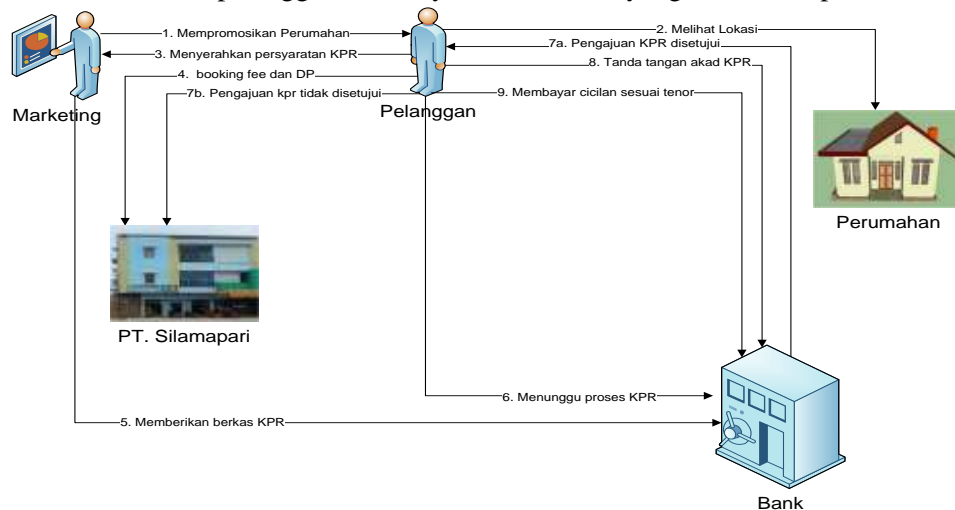 1. Mempromosikan Perumahan
2. Melihat Lokasi
7a. Pengajuan KPR disetujui
3. Menyerahkan persyaratan KPR
8. Tanda tangan akad KPR
4. booking fee dan DP
7b. Pengajuan kpr tidak disetujui
9. Membayar cicilan sesuai tenor
Marketing
Pelanggan
Perumahan
PT. Silamapari
6. Menunggu proses KPR
5. Memberikan berkas KPR
Bank